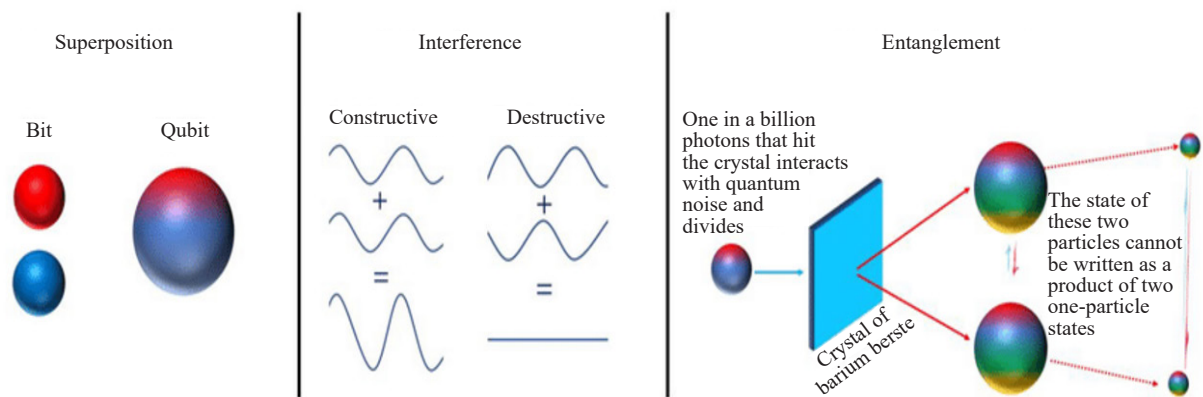 Superposition
Bit
Qubit
Interference
Constructive
Destructive
+
+
=
=
Entanglement
One in a billion
photons that hit
the crystal interacts
with quantum
noise and
divides
Crystal of
barium berste
The state of
these two
particles cannot
be written as a
product of two
one-particle
states